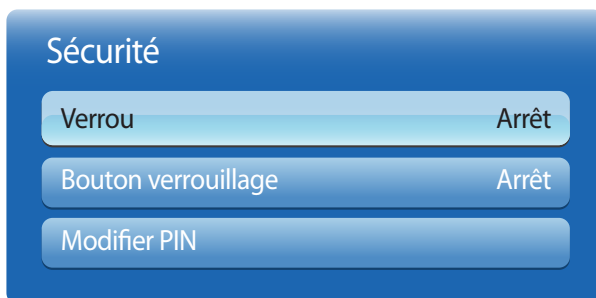 Sécurité
Verrou Arrêt
Bouton verrouillage Arrêt
Modifier PIN